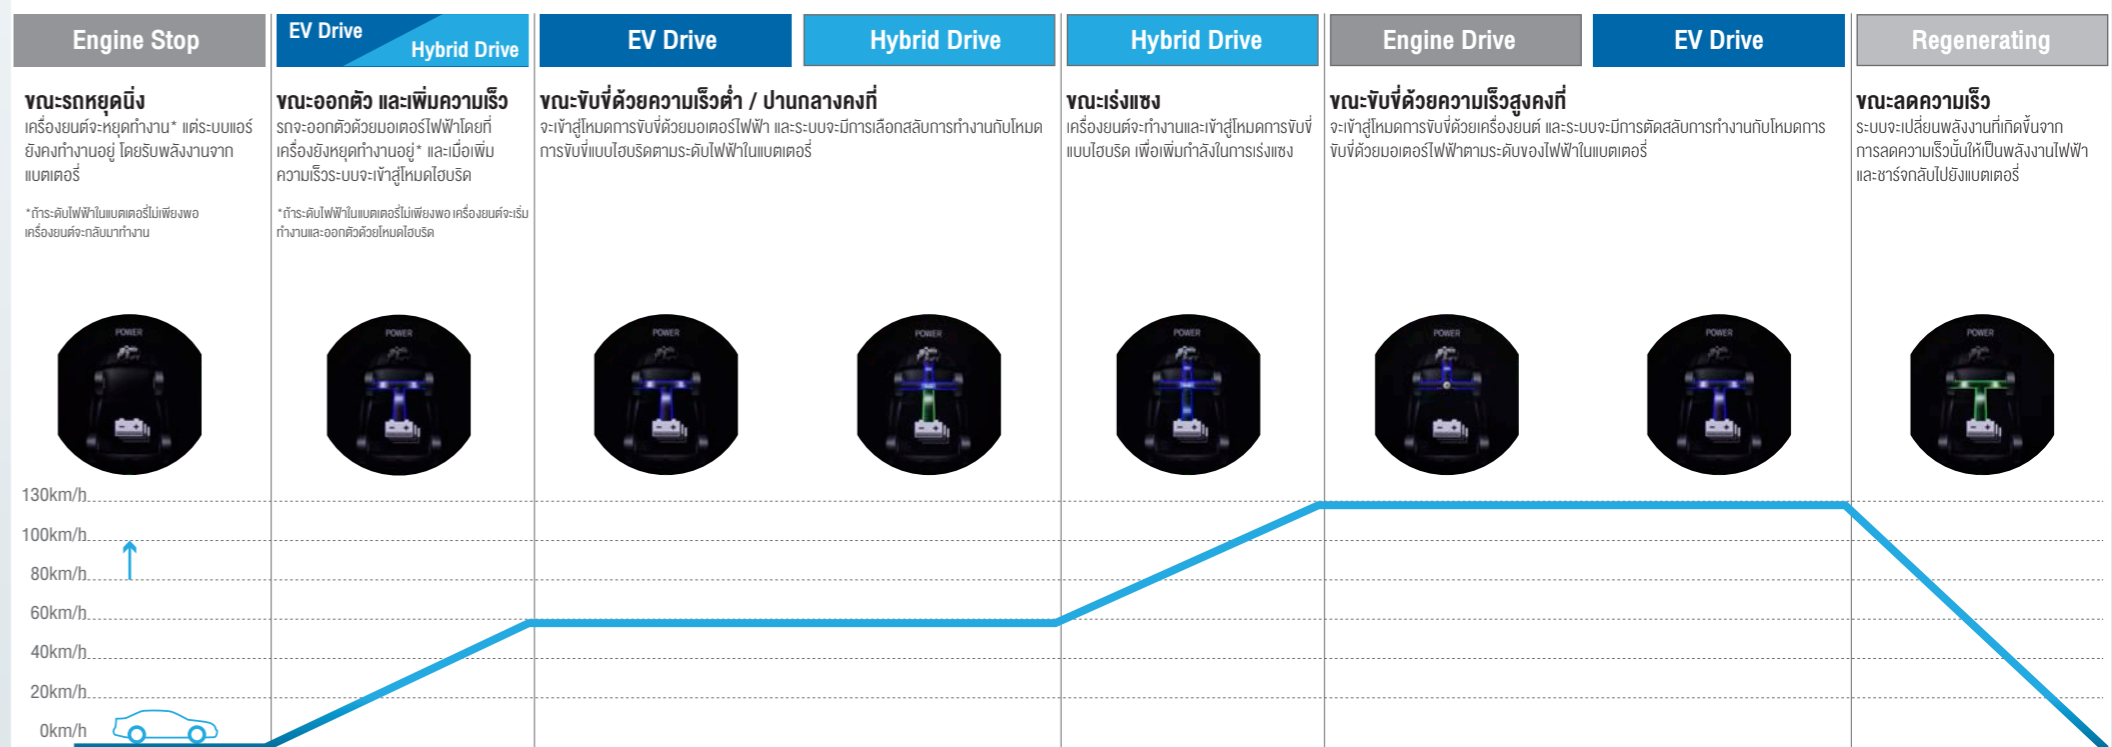 Engine Stop
EV Drive
Hybrid Drive
EV Drive
Hybrid Drive
Hybrid Drive
Engine Drive
EV Drive
Regenerating
ขณะรถหยุดนิ่ง
เครื่องยนต์จะหยุดทำงาน* แต่ระบบแอร์
ยังคงทำงานอยู่ โดยรับพลังงานจาก
แบตเตอรี่
*ถ้าระดับไฟฟ้าในแบตเตอรี่ไม่เพียงพอ
เครื่องยนต์จะกลับมาทำงาน
ขณะออกตัว และเพิ่มความเร็ว
รถจะออกตัวด้วยมอเตอร์ไฟฟ้าโดยที่
เครื่องยังหยุดทำงานอยู่* และเมื่อเพิ่ม
ความเร็วระบบจะเข้าสู่โหมดไฮบริด
*ถ้าระดับไฟฟ้าในแบตเตอรี่ไม่เพียงพอ เครื่องยนต์จะเริ่ม
ทำงานและออกตัวด้วยโหมดไฮบริด
ขณะขับขี่ด้วยความเร็วต่ำ / ปานกลางคงที่
จะเข้าสู่โหมดการขับขี่ด้วยมอเตอร์ไฟฟ้า และระบบจะมีการเลือกสลับการทำงานกับโหมด
การขับขี่แบบไฮบริดตามระดับไฟฟ้าในแบตเตอรี่
ขณะเร่งแซง
เครื่องยนต์จะทำงานและเข้าสู่โหมดการขับขี่
แบบไฮบริด เพื่อเพิ่มกำลังในการเร่งแซง
ขณะขับขี่ด้วยความเร็วสูงคงที่
จะเข้าสู่โหมดการขับขี่ด้วยเครื่องยนต์ และระบบจะมีการตัดสลับการทำงานกับโหมดการ
ขับขี่ด้วยมอเตอร์ไฟฟ้าตามระดับของไฟฟ้าในแบตเตอรี่
ขณะลดความเร็ว
ระบบจะเปลี่ยนพลังงานที่เกิดขึ้นจาก
การลดความเร็วนั้นให้เป็นพลังงานไฟฟ้า
และชาร์จกลับไปยังแบตเตอรี่
POWER
POWER
POWER
POWER
POWER
POWER
POWER
POWER
130km/h
100km/h
80km/h
60km/h
40km/h
20km/h
0km/h